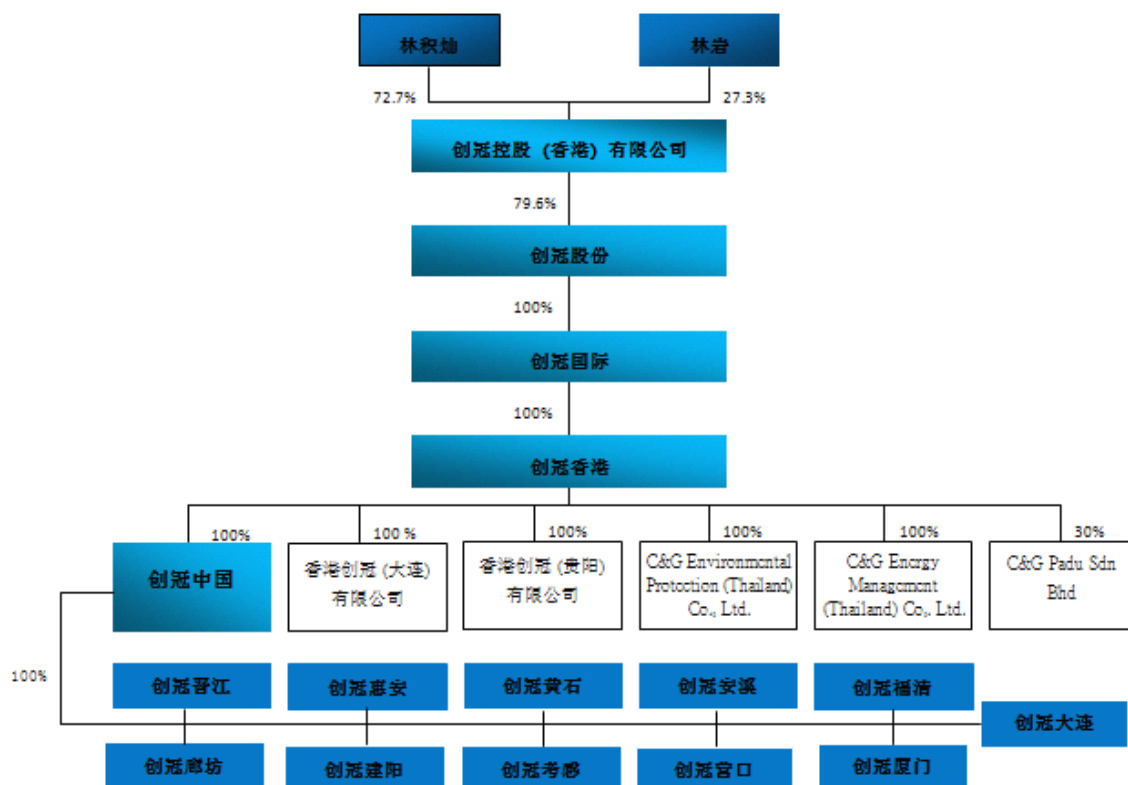 林积灿
林岩
72.7%
27.3%
创冠控股 (香港) 有限公司
79.6%
创冠股份
100%
创冠国际
100%
创冠香港
100%
100 %
100%
100%
100%
30%
创冠中国
香港创冠 (大连)
有限公司
香港创冠 (贵阳)
有限公司
C&G Environmental
Protection (Thailand)
Co., Ltd.
C&G Energy
Management
(Thailand) Co., Ltd.
C&G Padu Sdn
Bhd
100%
创冠晋江
创冠惠安
创冠黄石
创冠安溪
创冠福清
创冠大连
创冠廊坊
创冠建阳
创冠孝感
创冠营口
创冠厦门